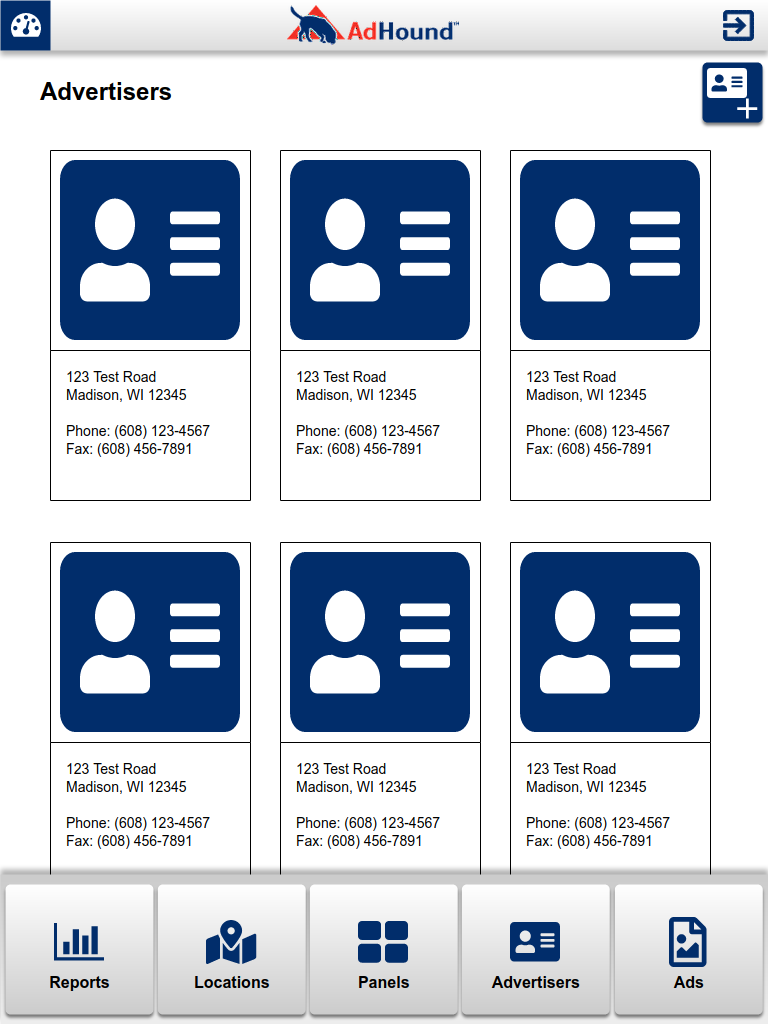 AdHound™
Advertisers
123 Test Road
Madison, WI 12345
Phone: (608) 123-4567
Fax: (608) 456-7891
123 Test Road
Madison, WI 12345
Phone: (608) 123-4567
Fax: (608) 456-7891
123 Test Road
Madison, WI 12345
Phone: (608) 123-4567
Fax: (608) 456-7891
123 Test Road
Madison, WI 12345
Phone: (608) 123-4567
Fax: (608) 456-7891
123 Test Road
Madison, WI 12345
Phone: (608) 123-4567
Fax: (608) 456-7891
123 Test Road
Madison, WI 12345
Phone: (608) 123-4567
Fax: (608) 456-7891
Reports
Locations
Panels
Advertisers
Ads